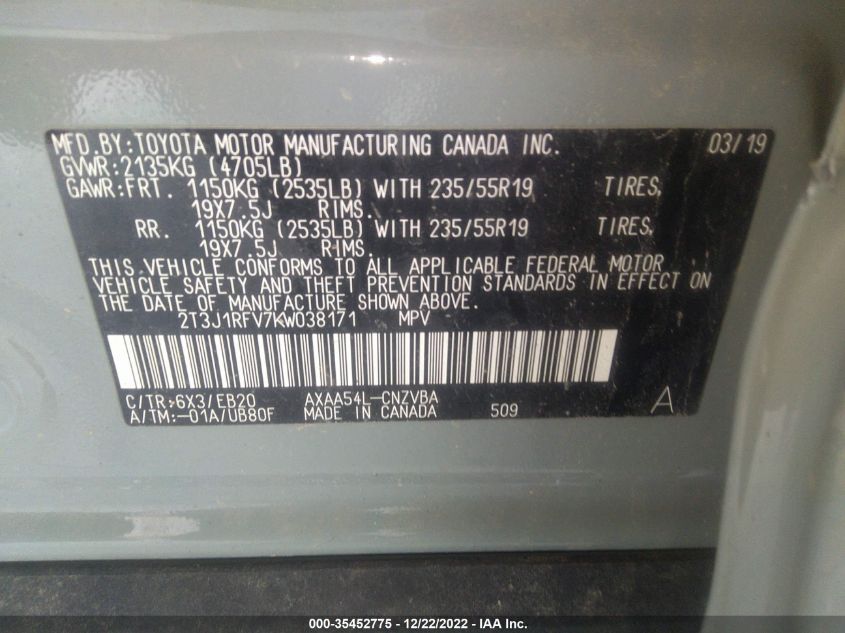 MFD.BY:TOYOTA MOTOR MANUFACTURING CANADA INC. 03/19
GVWR:2135KG (4705LB)
GAWR:FRT. 1150KG (2535LB) WITH 235/55R19 TIRES,
19X7.5J RIMS.
RR. 1150KG (2535LB) WITH 235/55R19 TIRES,
19X7.5J RIMS.
THIS VEHICLE CONFORMS TO ALL APPLICABLE FEDERAL MOTOR
VEHICLE SAFETY AND THEFT PREVENTION STANDARDS IN EFFECT ON
THE DATE OF MANUFACTURE SHOWN ABOVE.
2T3J1RFV7KW038171 MPV
C/TR:6X3/EB20 AXAA54L-CNZVBA
A/TM:-01A/UB80F MADE IN CANADA 509 A
000-35452775 - 12/22/2022 - IAA Inc.